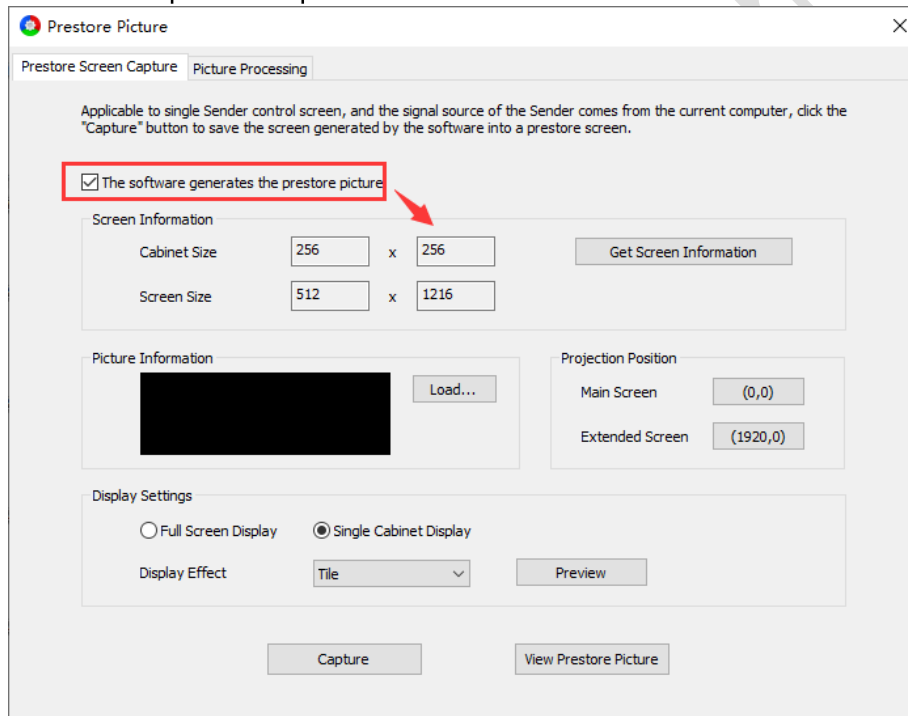 Prestore Picture
Prestore Screen Capture Picture Processing
Applicable to single Sender control screen, and the signal source of the Sender comes from the current computer, click the
"Capture" button to save the screen generated by the software into a prestore screen.
The software generates the prestore picture
Screen Information
Cabinet Size 256 x 256 Get Screen Information
Screen Size 512 x 1216
Picture Information Projection Position
Load... Main Screen (0,0)
Extended Screen (1920,0)
Display Settings
Full Screen Display Single Cabinet Display
Display Effect Tile Preview
Capture View Prestore Picture